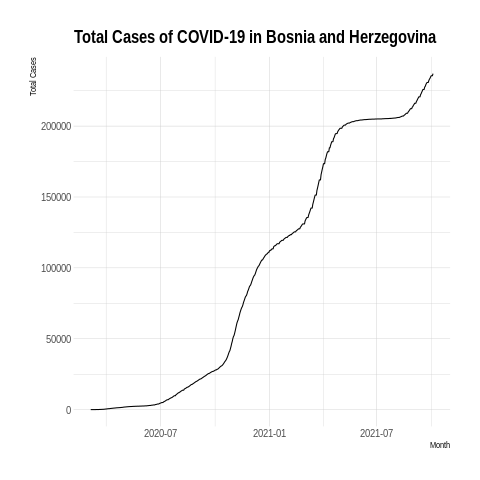 Total Cases of COVID-19 in Bosnia and Herzegovina
Total Cases
200000
150000
100000
50000
0
2020-07 2021-01 2021-07
Month